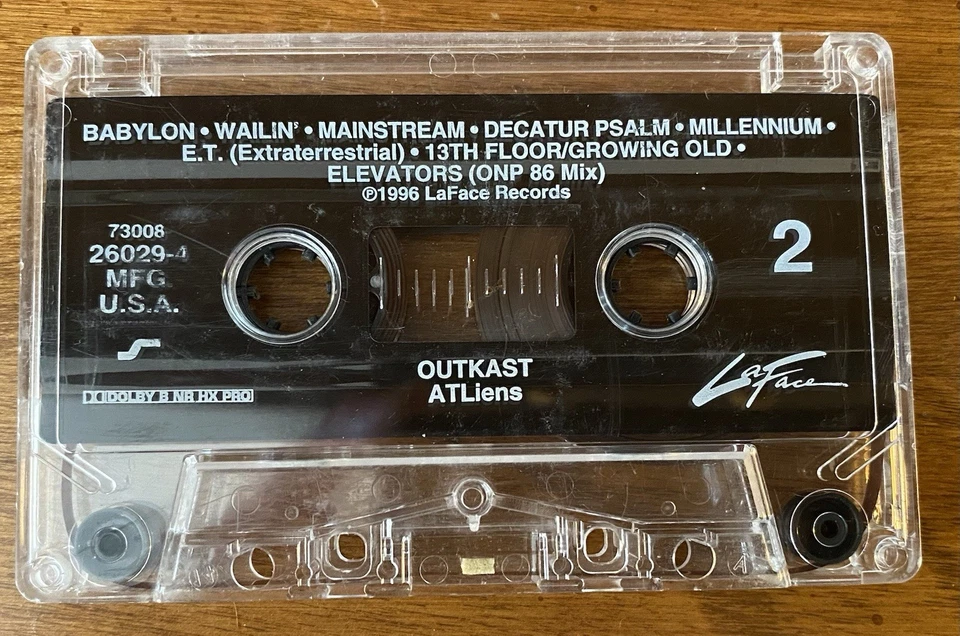 BABYLON • WAILIN' • MAINSTREAM • DECATUR PSALM • MILLENNIUM •
E.T. (Extraterrestrial) • 13TH FLOOR/GROWING OLD •
ELEVATORS (ONP 86 Mix)
℗1996 LaFace Records
73008
26029-4
MFG.
U.S.A.
2
OUTKAST
ATLiens
LaFace
DOLBY B NR HX PRO